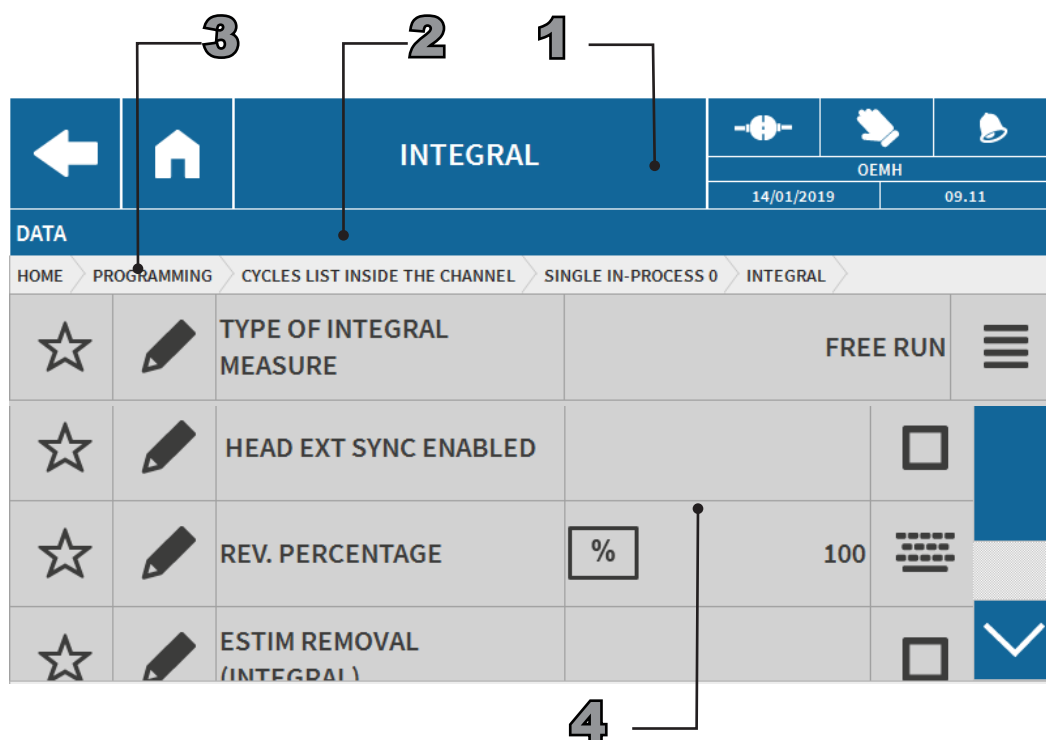 3 2 1
INTEGRAL
OEMH
14/01/2019 09.11
DATA
HOME PROGRAMMING CYCLES LIST INSIDE THE CHANNEL SINGLE IN-PROCESS 0 INTEGRAL
TYPE OF INTEGRAL
MEASURE
FREE RUN
HEAD EXT SYNC ENABLED
REV. PERCENTAGE % 100
ESTIM REMOVAL
(INTEGRAL)
4